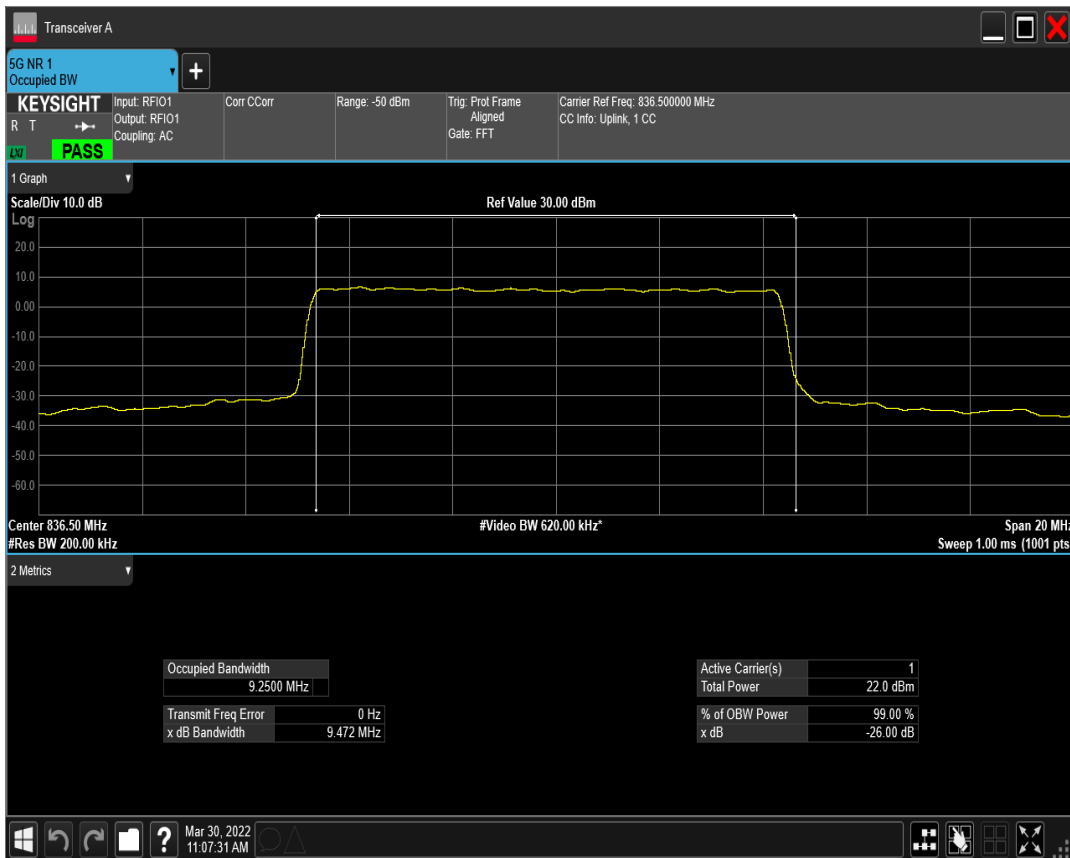 Transceiver A
5G NR 1
Occupied BW
KEYSIGHT
R T
LXI
PASS
Input: RFIO1
Output: RFIO1
Coupling: AC
Corr CCorr
Range: -50 dBm
Trig: Prot Frame
Aligned
Gate: FFT
Carrier Ref Freq: 836.500000 MHz
CC Info: Uplink, 1 CC
1 Graph
Scale/Div 10.0 dB
Ref Value 30.00 dBm
Log
20.0
10.0
0.00
-10.0
-20.0
-30.0
-40.0
-50.0
-60.0
Center 836.50 MHz
#Video BW 620.00 kHz*
Span 20 MHz
#Res BW 200.00 kHz
Sweep 1.00 ms (1001 pts
2 Metrics
Occupied Bandwidth
9.2500 MHz
Transmit Freq Error 0 Hz
x dB Bandwidth 9.472 MHz
Active Carrier(s) 1
Total Power 22.0 dBm
% of OBW Power 99.00 %
x dB -26.00 dB
?
Mar 30, 2022
11:07:31 AM